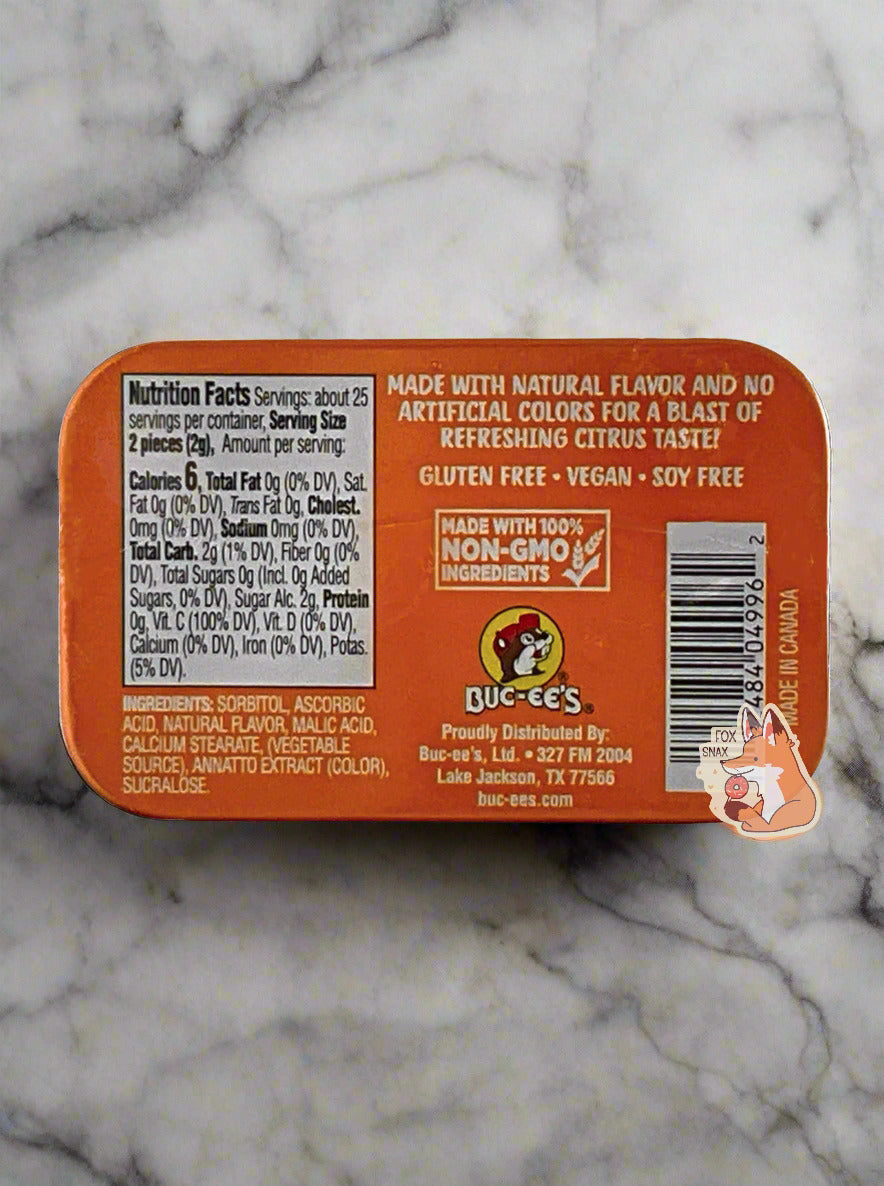 Nutrition Facts Servings: about 25
servings per container, Serving Size
2 pieces (2g), Amount per serving:
Calories 6, Total Fat 0g (0% DV), Sat.
Fat 0g (0% DV), Trans Fat 0g, Cholest.
0mg (0% DV), Sodium 0mg (0% DV),
Total Carb. 2g (1% DV), Fiber 0g (0%
DV), Total Sugars 0g (Incl. 0g Added
Sugars, 0% DV), Sugar Alc. 2g, Protein
0g, Vit. C (100% DV), Vit. D (0% DV),
Calcium (0% DV), Iron (0% DV), Potas.
(5% DV).
INGREDIENTS: SORBITOL, ASCORBIC
ACID, NATURAL FLAVOR, MALIC ACID,
CALCIUM STEARATE, (VEGETABLE
SOURCE), ANNATTO EXTRACT (COLOR),
SUCRALOSE.
MADE WITH NATURAL FLAVOR AND NO
ARTIFICIAL COLORS FOR A BLAST OF
REFRESHING CITRUS TASTE!
GLUTEN FREE • VEGAN • SOY FREE
MADE WITH 100%
NON-GMO
INGREDIENTS
BUC-EE'S®
Proudly Distributed By:
Buc-ee's, Ltd. • 327 FM 2004
Lake Jackson, TX 77566
buc-ees.com
484 04996 2
MADE IN CANADA
FOX
SNAX